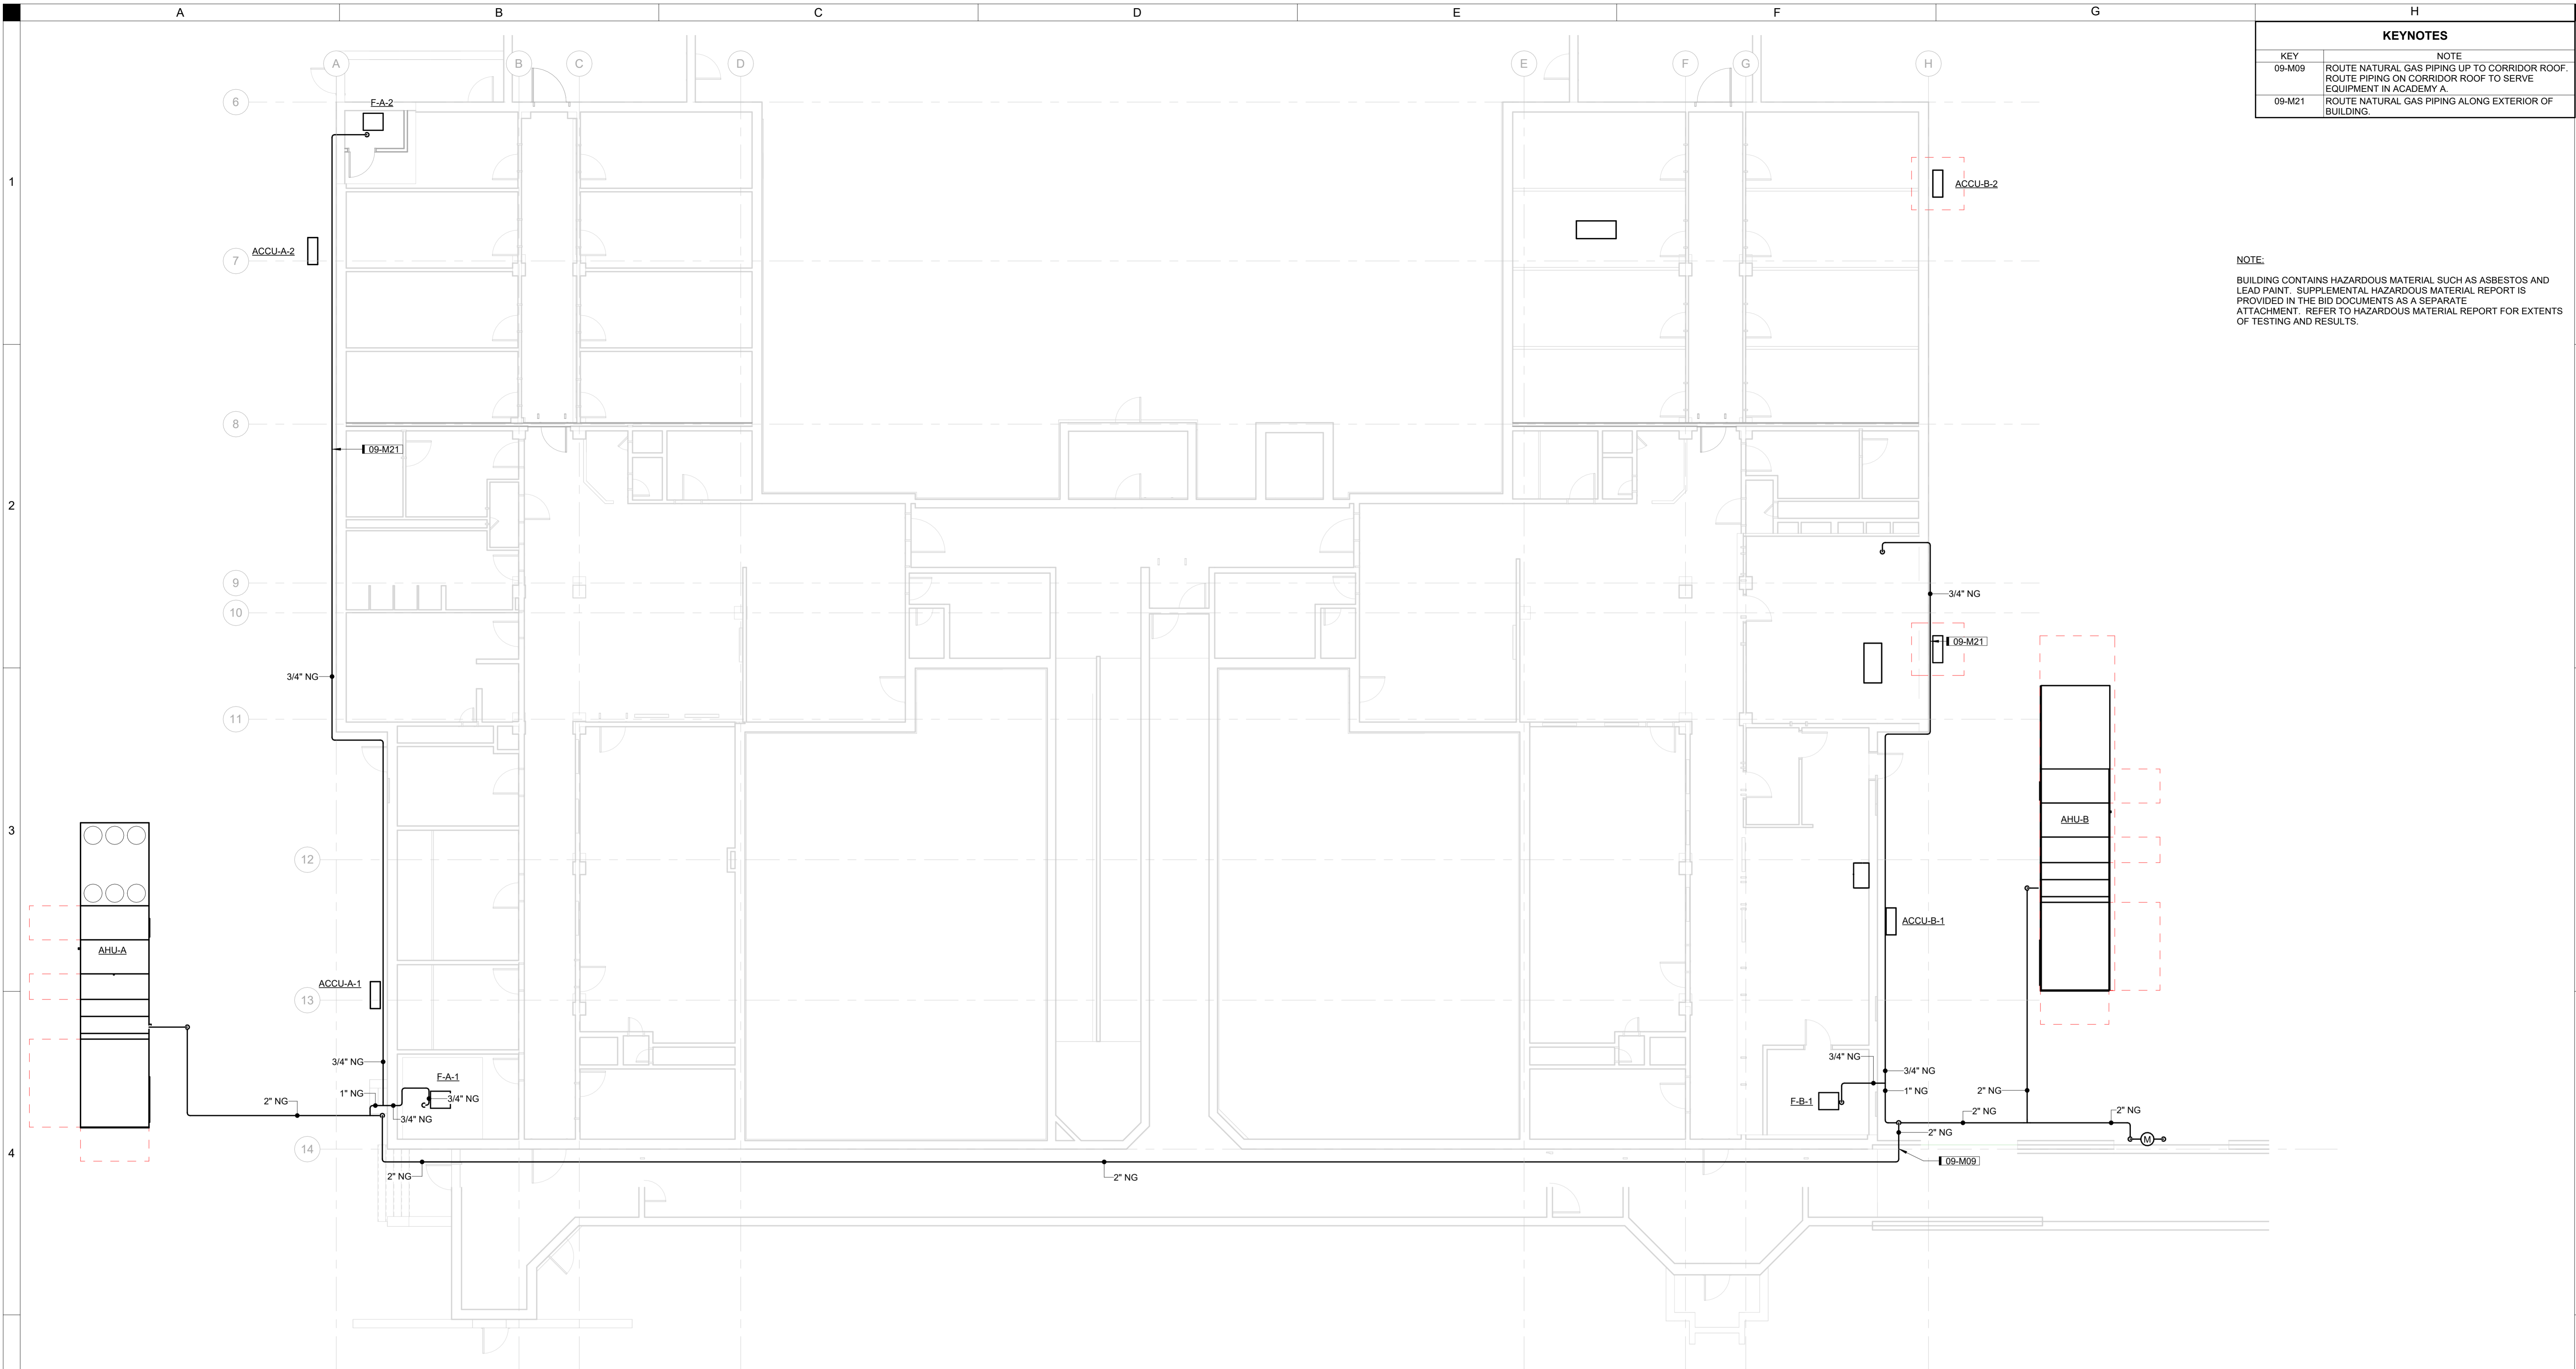 A B C D E F G H
KEYNOTES
KEY NOTE
09-M09 ROUTE NATURAL GAS PIPING UP TO CORRIDOR ROOF.
ROUTE PIPING ON CORRIDOR ROOF TO SERVE
EQUIPMENT IN ACADEMY A.
09-M21 ROUTE NATURAL GAS PIPING ALONG EXTERIOR OF
BUILDING.
A B C D E F G H
6
F-A-2
1
ACCU-B-2
ACCU-A-2
7
NOTE:
BUILDING CONTAINS HAZARDOUS MATERIAL SUCH AS ASBESTOS AND
LEAD PAINT. SUPPLEMENTAL HAZARDOUS MATERIAL REPORT IS
PROVIDED IN THE BID DOCUMENTS AS A SEPARATE
ATTACHMENT. REFER TO HAZARDOUS MATERIAL REPORT FOR EXTENTS
OF TESTING AND RESULTS.
8
09-M21
2
9
3/4" NG
10
09-M21
3/4" NG
11
AHU-B
3
12
ACCU-B-1
AHU-A
ACCU-A-1
13
3/4" NG
3/4" NG
3/4" NG
F-A-1
1" NG
3/4" NG
1" NG
2" NG
2" NG
F-B-1
3/4" NG
2" NG
2" NG
2" NG
M
4
14
09-M09
2" NG
2" NG